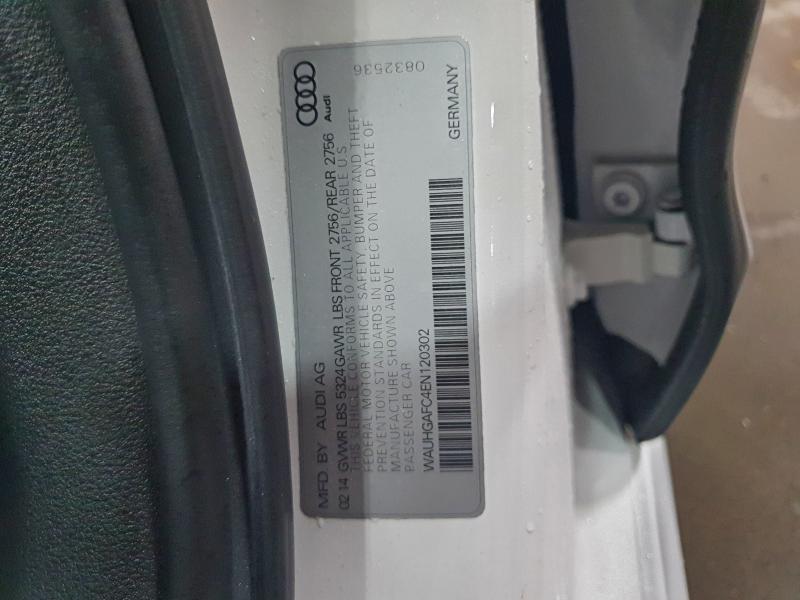 MFD BY AUDI AG
02 14 GVWR LBS 5324 GAWR LBS FRONT 2756/REAR 2756
THIS VEHICLE CONFORMS TO ALL APPLICABLE U.S
FEDERAL MOTOR VEHICLE SAFETY, BUMPER AND THEFT
PREVENTION STANDARDS IN EFFECT ON THE DATE OF
MANUFACTURE SHOWN ABOVE
PASSENGER CAR
WAUHGAFC4EN120302
Audi
0832536
GERMANY